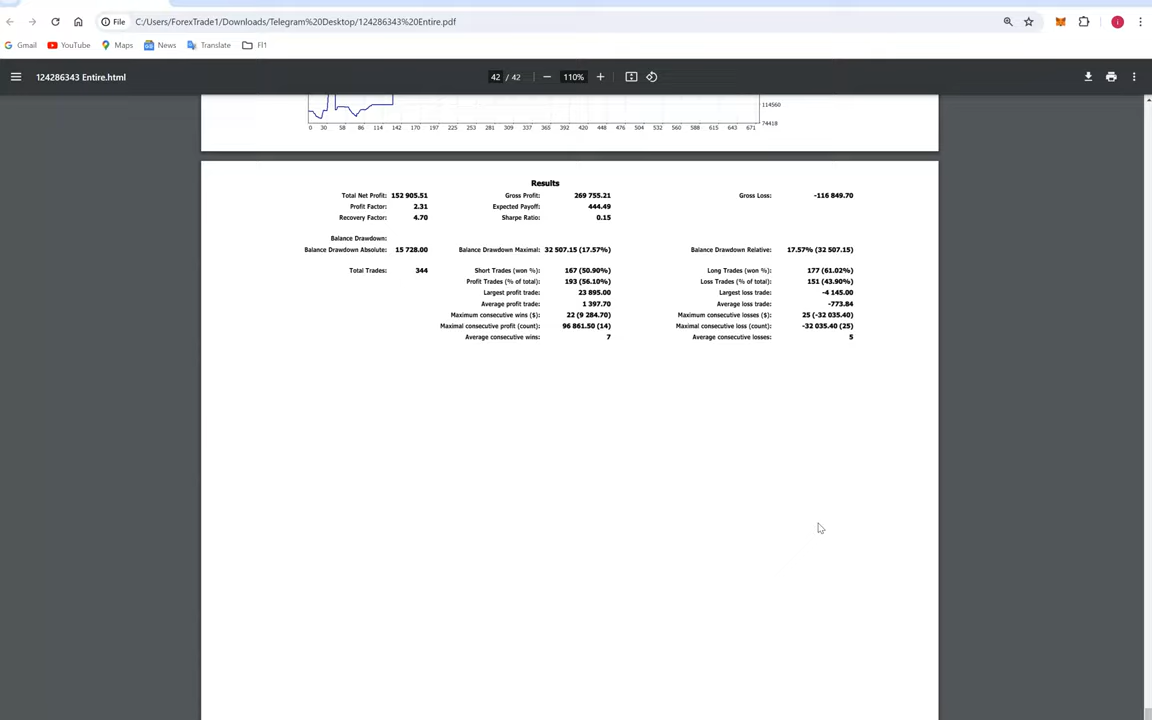 File C:/Users/ForexTrade1/Downloads/Telegram%20Desktop/124286343%20Entire.pdf
Gmail YouTube Maps News Translate Fl1
124286343 Entire.html 42 / 42 110%
114560
74418
0 30 58 86 114 142 170 197 225 253 281 309 337 365 392 420 448 476 504 532 560 588 615 643 671
Results
Total Net Profit: 152 905.51 Gross Profit: 269 755.21 Gross Loss: -116 849.70
Profit Factor: 2.31 Expected Payoff: 444.49
Recovery Factor: 4.70 Sharpe Ratio: 0.15
Balance Drawdown:
Balance Drawdown Absolute: 15 728.00 Balance Drawdown Maximal: 32 507.15 (17.57%) Balance Drawdown Relative: 17.57% (32 507.15)
Total Trades: 344 Short Trades (won %): 167 (50.90%) Long Trades (won %): 177 (61.02%)
Profit Trades (% of total): 193 (56.10%) Loss Trades (% of total): 151 (43.90%)
Largest profit trade: 23 895.00 Largest loss trade: -4 145.00
Average profit trade: 1 397.70 Average loss trade: -773.84
Maximum consecutive wins ($): 22 (9 284.70) Maximum consecutive losses ($): 25 (-32 035.40)
Maximal consecutive profit (count): 96 861.50 (14) Maximal consecutive loss (count): -32 035.40 (25)
Average consecutive wins: 7 Average consecutive losses: 5